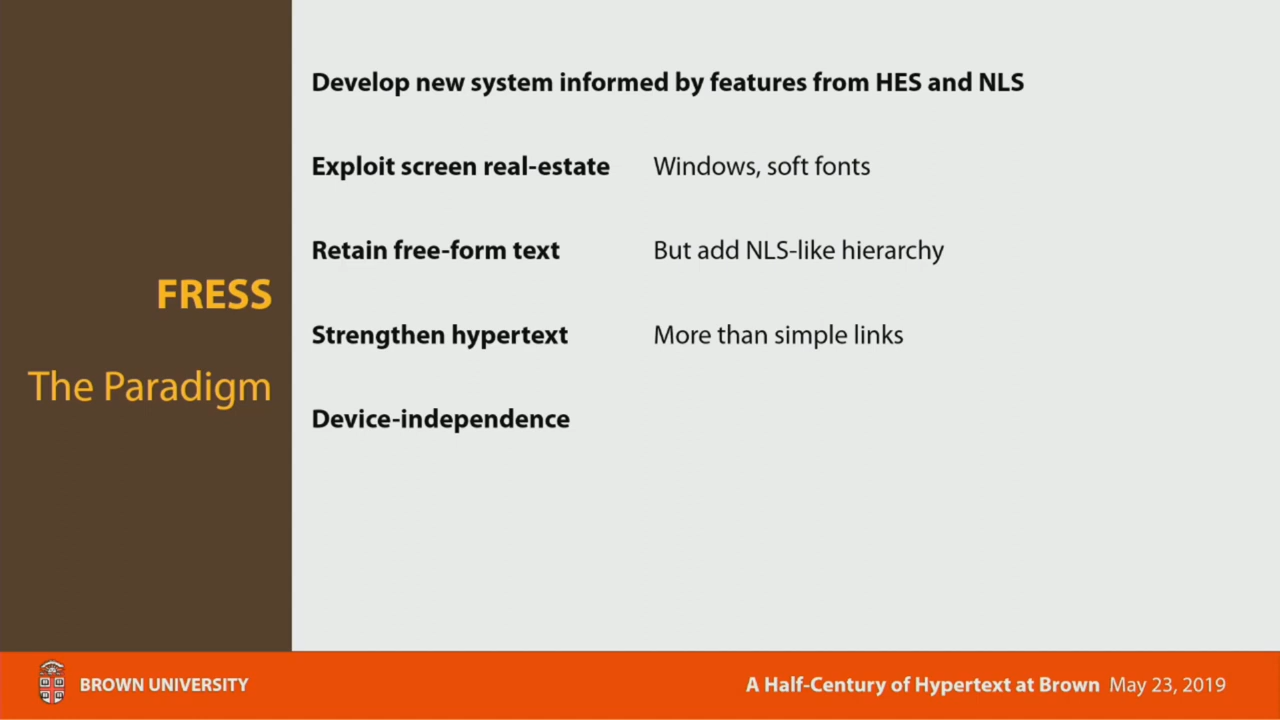 Develop new system informed by features from HES and NLS
Exploit screen real-estate Windows, soft fonts
Retain free-form text But add NLS-like hierarchy
FRESS
Strengthen hypertext More than simple links
The Paradigm
Device-independence
BROWN UNIVERSITY
A Half-Century of Hypertext at Brown May 23, 2019